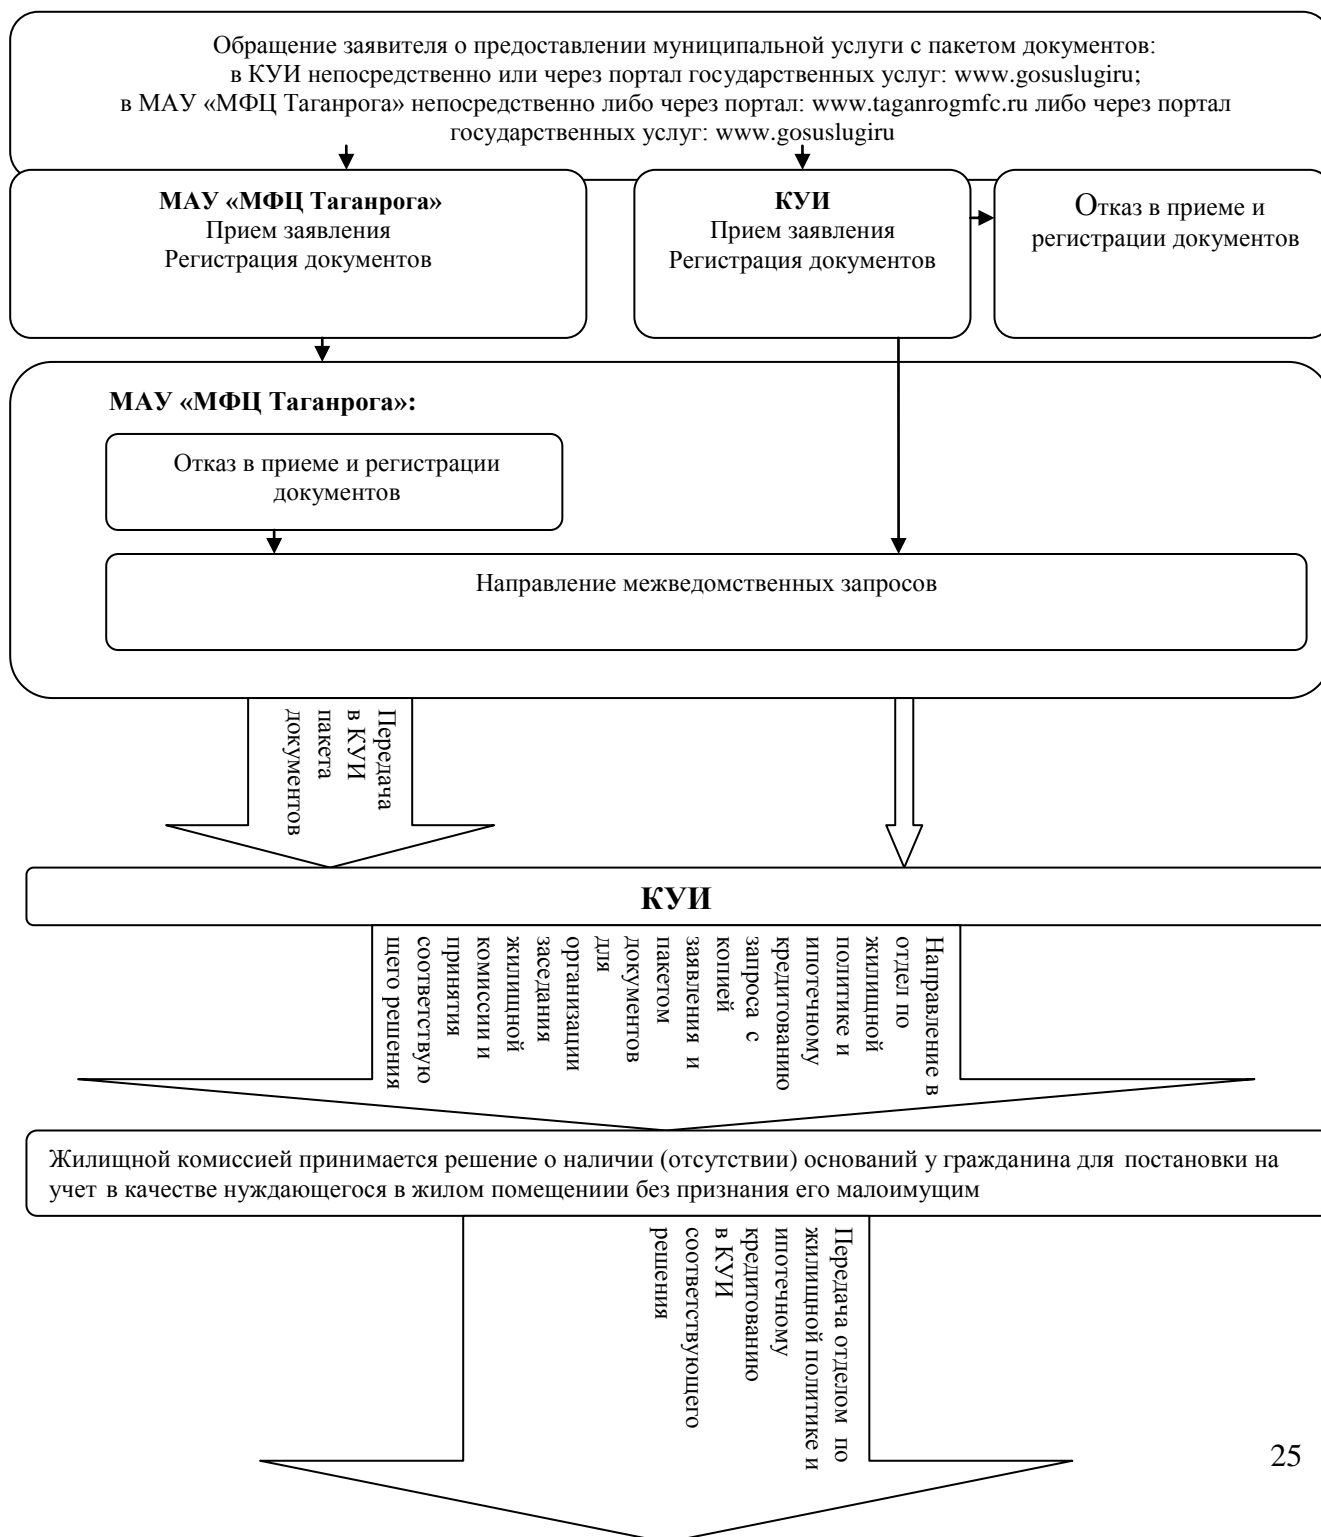 Обращение заявителя о предоставлении муниципальной услуги с пакетом документов:
в КУИ непосредственно или через портал государственных услуг: www.gosuslugiru;
в МАУ «МФЦ Таганрога» непосредственно либо через портал: www.taganrogmfc.ru либо через портал
государственных услуг: www.gosuslugiru
МАУ «МФЦ Таганрога»
Прием заявления
Регистрация документов
КУИ
Прием заявления
Регистрация документов
Отказ в приеме и
регистрации документов
МАУ «МФЦ Таганрога»:
Отказ в приеме и регистрации
документов
Направление межведомственных запросов
Передача
в КУИ
пакета
документов
КУИ
Направление в
отдел по
жилищной
политике и
ипотечному
кредитованию
запроса с
копией
заявления и
пакетом
документов
для
организации
заседания
жилищной
комиссии и
принятия
соответствую
щего решения
Жилищной комиссией принимается решение о наличии (отсутствии) оснований у гражданина для постановки на
учет в качестве нуждающегося в жилом помещениии без признания его малоимущим
Передача отделом по
жилищной политике и
ипотечному
кредитованию
в КУИ
соответствующего
решения
25